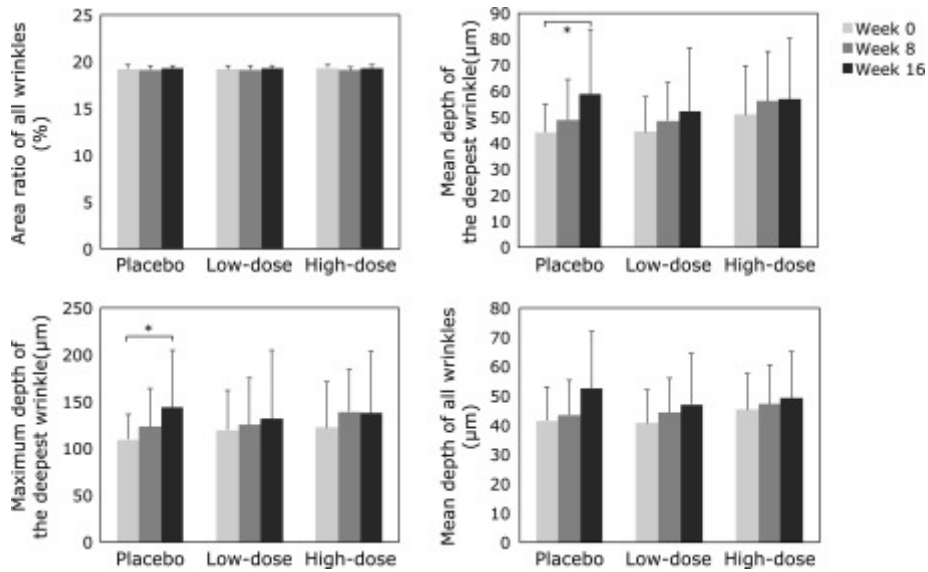 Area ratio of all wrinkles
(%)
25
20
15
10
5
0
Placebo Low-dose High-dose
Mean depth of
the deepest wrinkle(μm)
90
80
70
60
50
40
30
20
10
0
*
Placebo Low-dose High-dose
Week 0
Week 8
Week 16
Maximum depth of
the deepest wrinkle(μm)
250
200
150
100
50
0
*
Placebo Low-dose High-dose
Mean depth of all wrinkles
(μm)
80
70
60
50
40
30
20
10
0
Placebo Low-dose High-dose